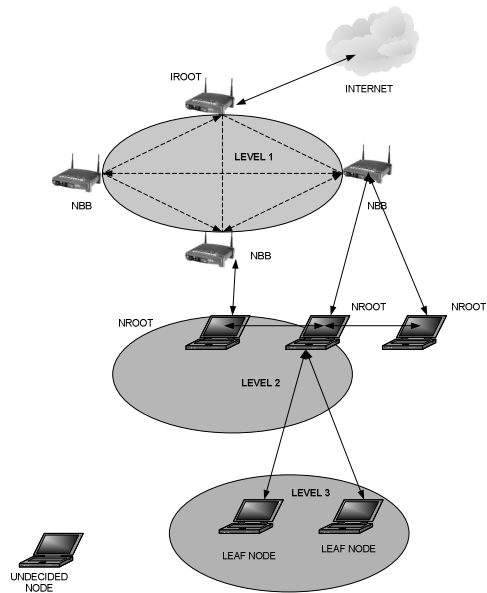 IROOT
INTERNET
LEVEL 1
NBB
NBB
NBB
NROOT
NROOT
NROOT
LEVEL 2
LEVEL 3
LEAF NODE
LEAF NODE
UNDECIDED
NODE